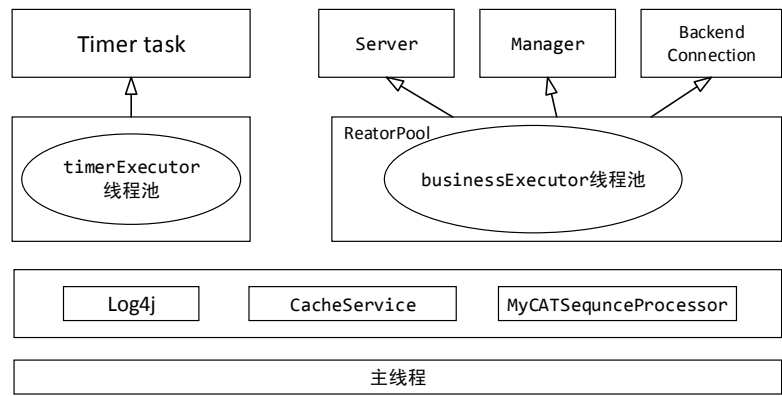 Timer task
Server
Manager
Backend
Connection
ReatorPool
timerExecutor
线程池
businessExecutor线程池
Log4j
CacheService
MyCATSequnceProcessor
主线程